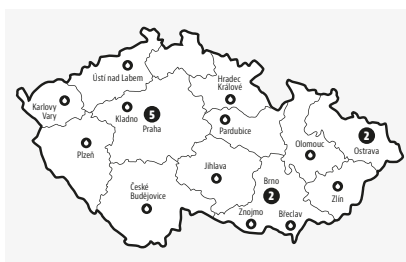 Ústí nad Labem
Hradec
Králové
Karlovy
Vary
Kladno
5
Praha
Pardubice
2
Ostrava
Olomouc
Plzeň
Jihlava
České
Budějovice
Brno
2
Zlín
Znojmo
Břeclav